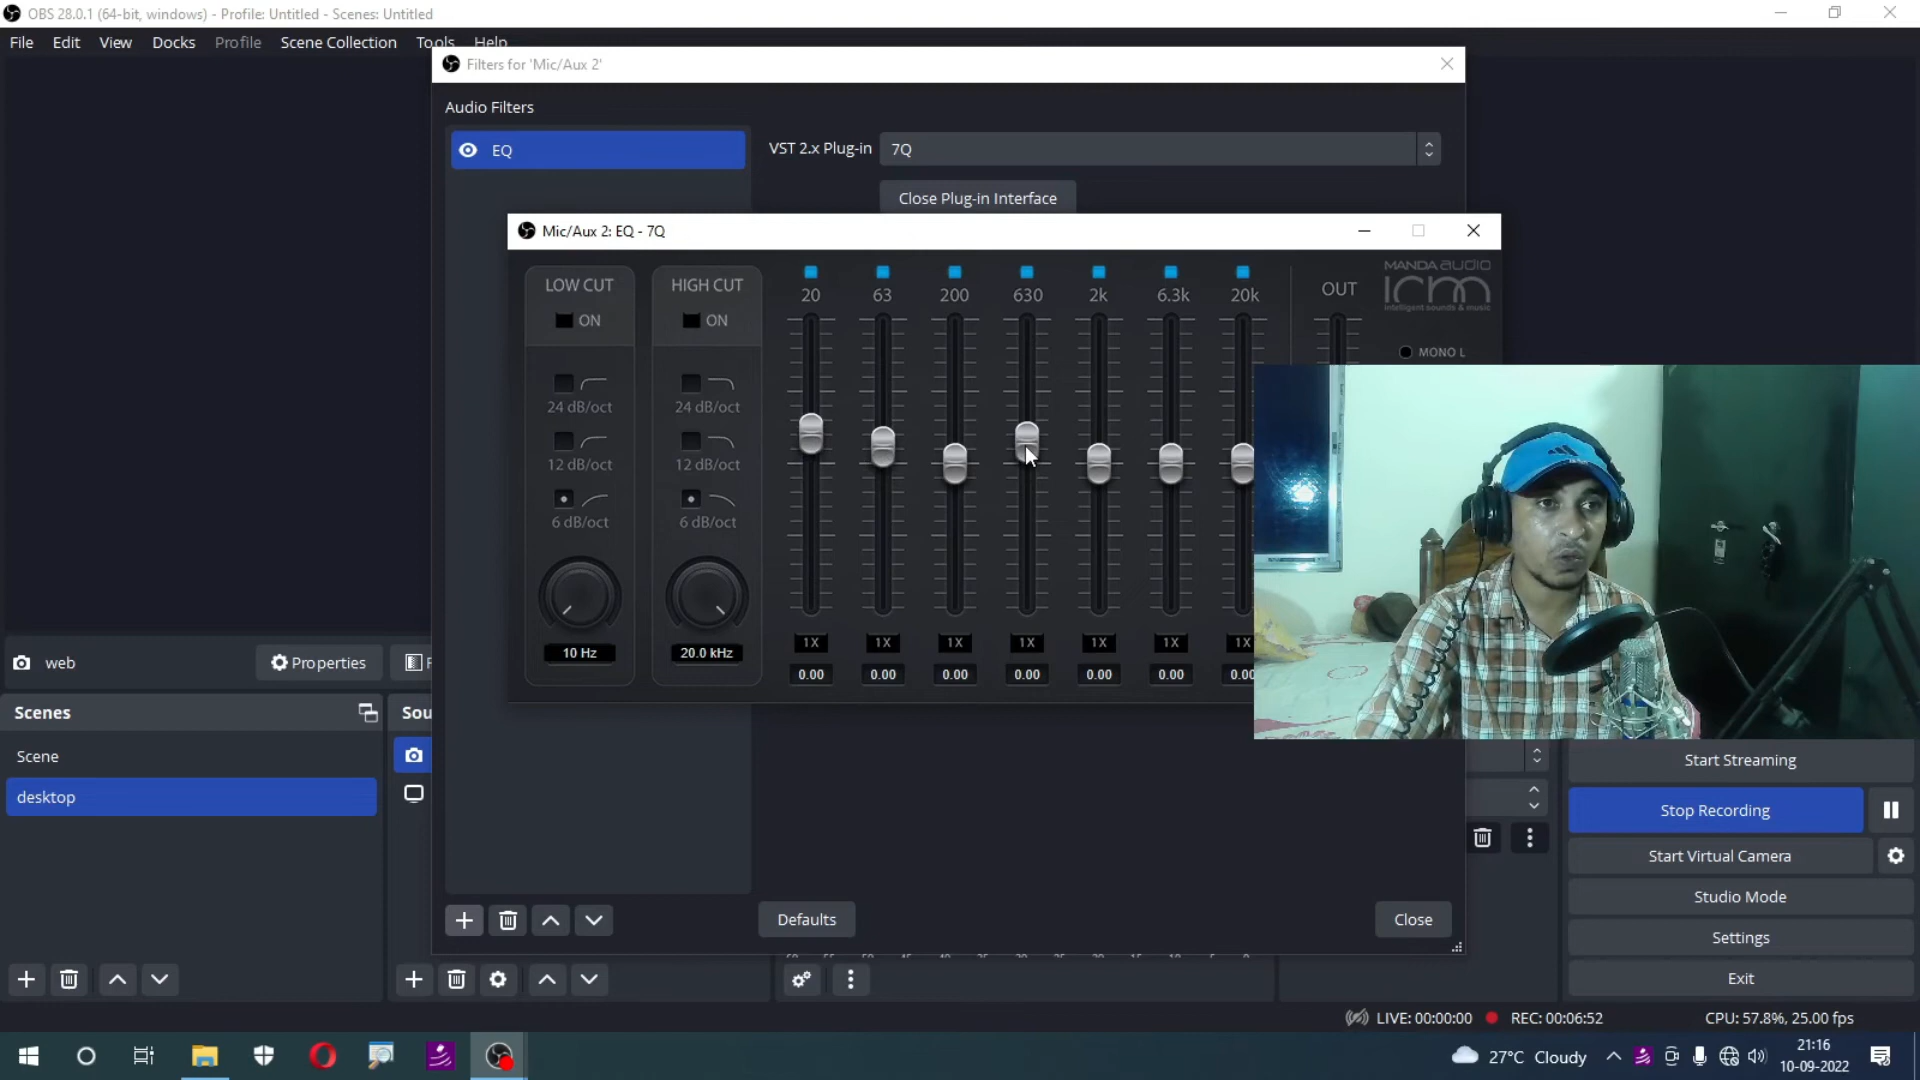 OBS 28.0.1 (64-bit, windows) - Profile: Untitled - Scenes: Untitled
File Edit View Docks Profile Scene Collection Tools Help
Filters for 'Mic/Aux 2'
Audio Filters
EQ
VST 2.x Plug-in 7Q
Close Plug-in Interface
Mic/Aux 2: EQ - 7Q
LOW CUT HIGH CUT 20 63 200 630 2k 6.3k 20k OUT
MANDA audio
icm
intelligent sounds & music
ON ON
MONO L
24 dB/oct 24 dB/oct
12 dB/oct 12 dB/oct
6 dB/oct 6 dB/oct
10 Hz 20.0 kHz
1X 1X 1X 1X 1X 1X 1X
0.00 0.00 0.00 0.00 0.00 0.00
web Properties
Scenes Sou
Scene
desktop
Start Streaming
Stop Recording
Start Virtual Camera
Studio Mode
Settings
Exit
Defaults Close
LIVE: 00:00:00 REC: 00:06:52 CPU: 57.8%, 25.00 fps
27°C Cloudy
21:16
10-09-2022